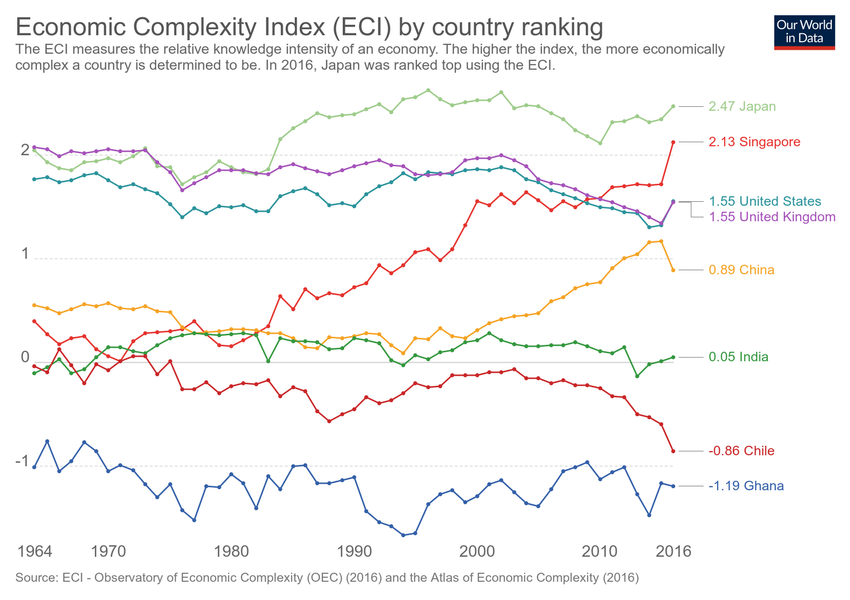 Economic Complexity Index (ECI) by country ranking
Our World
in Data
The ECI measures the relative knowledge intensity of an economy. The higher the index, the more economically
complex a country is determined to be. In 2016, Japan was ranked top using the ECI.
2.47 Japan
2.13 Singapore
2
1.55 United States
1.55 United Kingdom
1
0.89 China
0
0.05 India
-0.86 Chile
-1
-1.19 Ghana
1964 1970 1980 1990 2000 2010 2016
Source: ECI - Observatory of Economic Complexity (OEC) (2016) and the Atlas of Economic Complexity (2016)